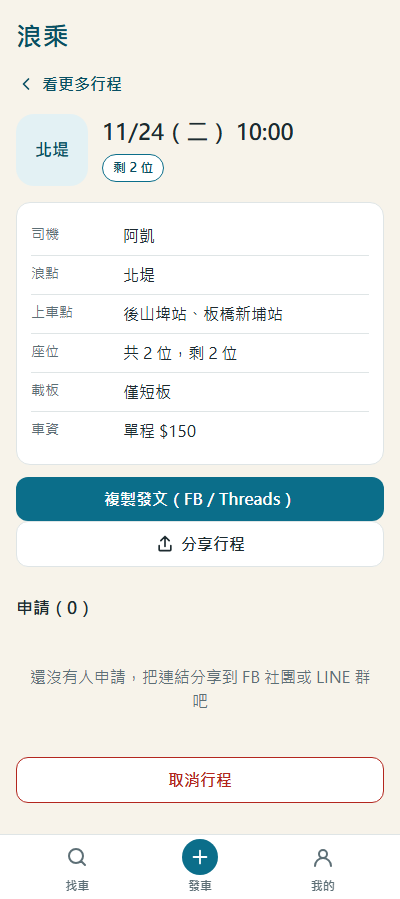 浪乘
看更多行程
北堤
11/24（二） 10:00
剩 2 位
司機 阿凱
浪點 北堤
上車點 後山埤站、板橋新埔站
座位 共 2 位，剩 2 位
載板 僅短板
車資 單程 $150
複製發文（FB / Threads）
分享行程
申請（0）
還沒有人申請，把連結分享到 FB 社團或 LINE 群
吧
取消行程
找車 發車 我的